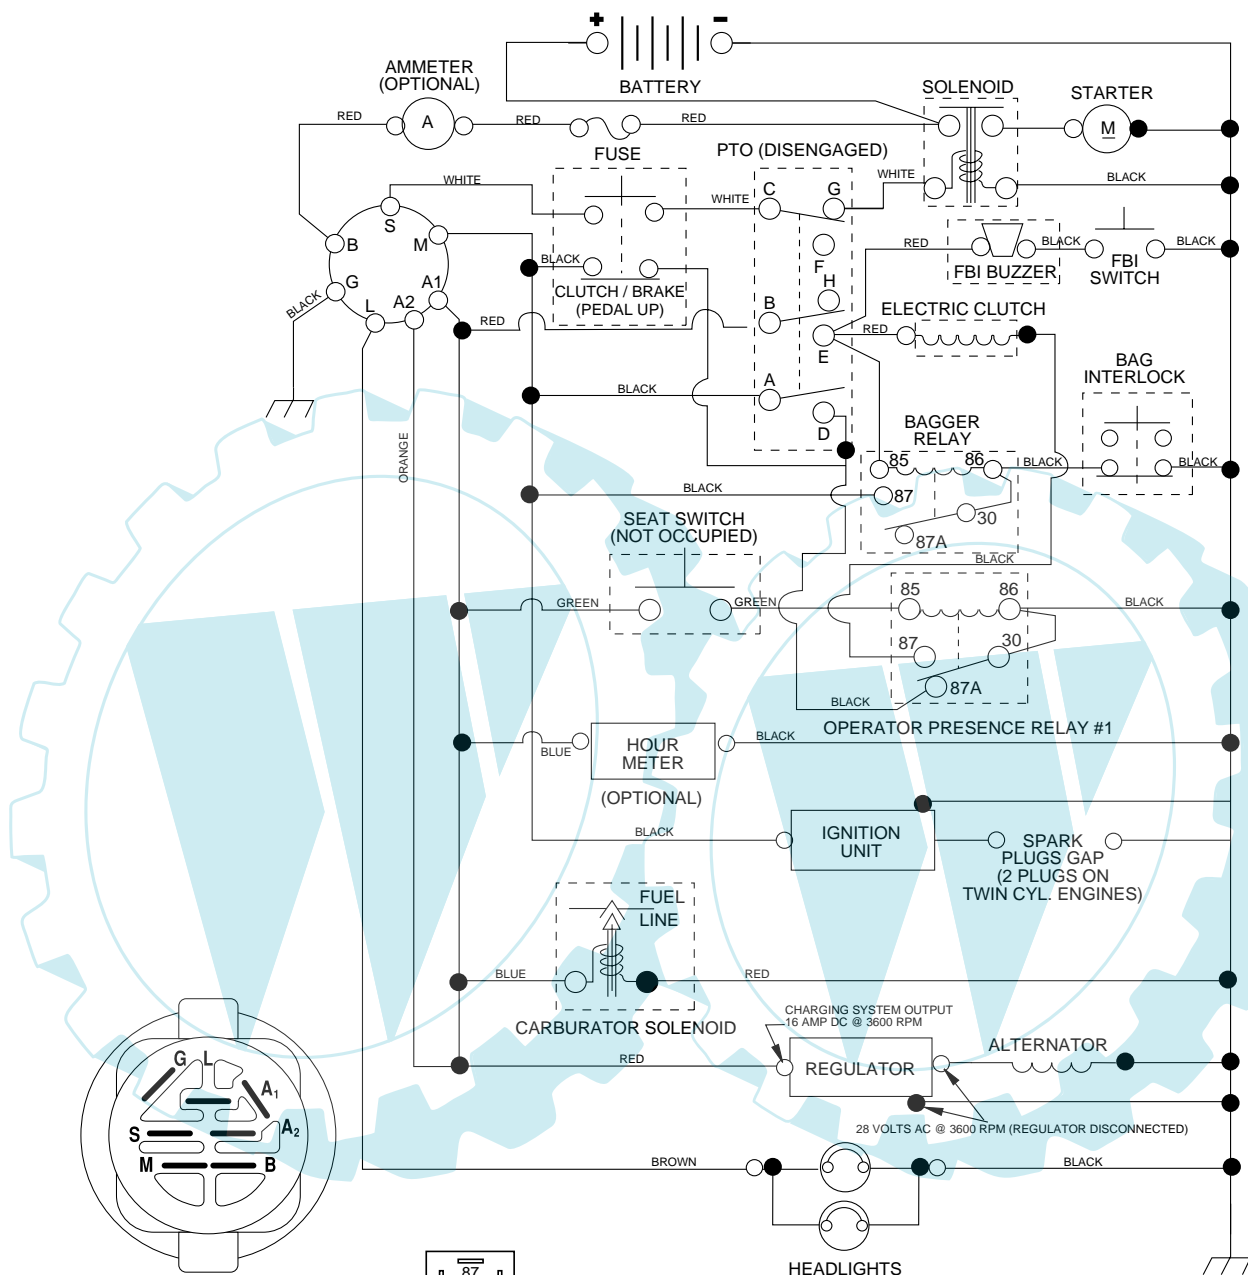 + -
BATTERY
AMMETER
(OPTIONAL)
SOLENOID
STARTER
RED
A
RED
RED
M
FUSE
PTO (DISENGAGED)
WHITE
WHITE
C
G
WHITE
BLACK
S
B
M
F
RED
BLACK
BLACK
FBI BUZZER
FBI
SWITCH
BLACK
G
A1
A2
L
CLUTCH / BRAKE
(PEDAL UP)
H
BLACK
B
ELECTRIC CLUTCH
RED
RED
E
BAG
INTERLOCK
A
BLACK
D
BAGGER
RELAY
ORANGE
85
86
BLACK
BLACK
BLACK
87
SEAT SWITCH
(NOT OCCUPIED)
30
87A
BLACK
GREEN
GREEN
85
86
BLACK
87
30
87A
BLACK
OPERATOR PRESENCE RELAY #1
BLUE
HOUR
METER
BLACK
(OPTIONAL)
BLACK
IGNITION
UNIT
SPARK
PLUGS GAP
(2 PLUGS ON
TWIN CYL. ENGINES)
FUEL
LINE
BLUE
RED
CARBURATOR SOLENOID
CHARGING SYSTEM OUTPUT
16 AMP DC @ 3600 RPM
RED
REGULATOR
ALTERNATOR
28 VOLTS AC @ 3600 RPM (REGULATOR DISCONNECTED)
G L
A1
S
A2
M
B
BROWN
BLACK
HEADLIGHTS
87